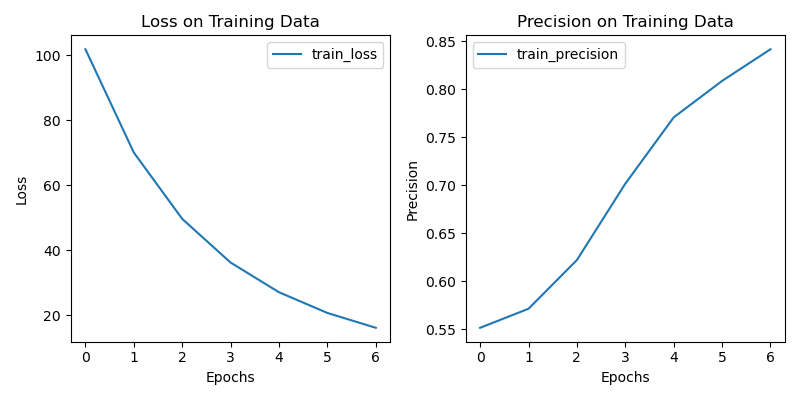 Loss on Training Data
train_loss
100
80
60
40
20
Loss
0 1 2 3 4 5 6
Epochs
Precision on Training Data
train_precision
0.85
0.80
0.75
0.70
0.65
0.60
0.55
Precision
0 1 2 3 4 5 6
Epochs